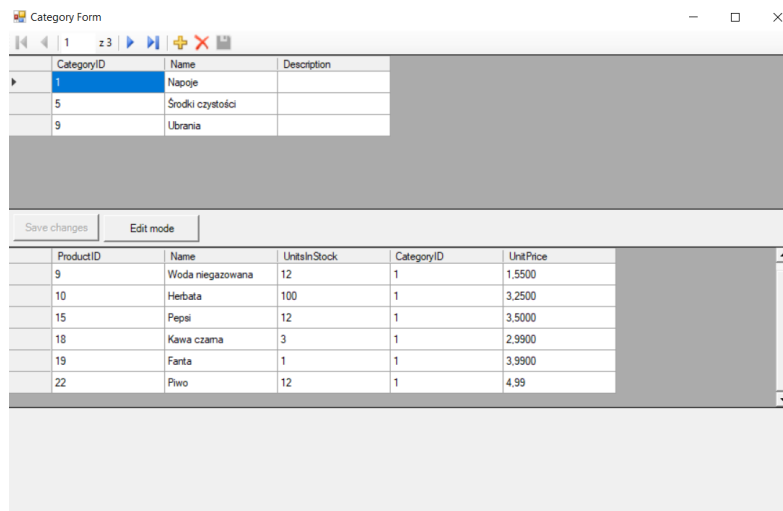 Category Form
1 z 3
CategoryID Name Description
1 Napoje
5 Środki czystości
9 Ubrania
Save changes Edit mode
ProductID Name UnitsInStock CategoryID UnitPrice
9 Woda niegazowana 12 1 1,5500
10 Herbata 100 1 3,2500
15 Pepsi 12 1 3,5000
18 Kawa czarna 3 1 2,9900
19 Fanta 1 1 3,9900
22 Piwo 12 1 4,99